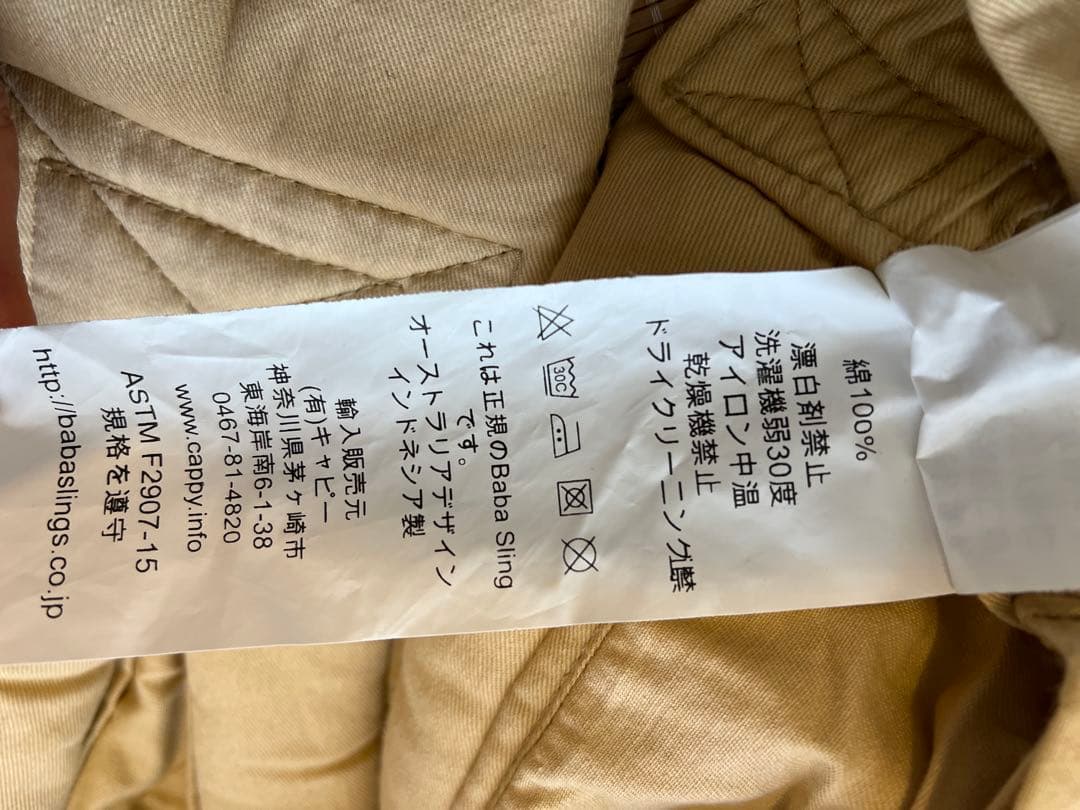 綿100%
漂白剤禁止
洗濯機弱30度
アイロン中温
乾燥機禁止
ドライクリーニング禁止
30C
これは正規のBaba Sling
です。
オーストラリアデザイン
インドネシア製
輸入販売元
(有)キャピー
神奈川県茅ヶ崎市
東海岸南6-1-38
0467-81-4820
www.cappy.info
ASTM F2907-15
規格を遵守
http://babaslings.co.jp